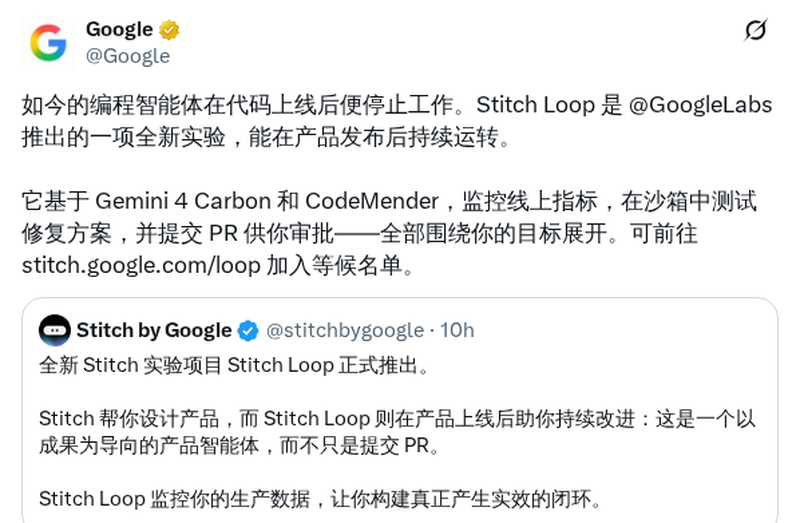 Google
@Google
如今的编程智能体在代码上线后便停止工作。Stitch Loop 是 @GoogleLabs
推出的一项全新实验，能在产品发布后持续运转。
它基于 Gemini 4 Carbon 和 CodeMender，监控线上指标，在沙箱中测试
修复方案，并提交 PR 供你审批——全部围绕你的目标展开。可前往
stitch.google.com/loop 加入等候名单。
Stitch by Google @stitchbygoogle · 10h
全新 Stitch 实验项目 Stitch Loop 正式推出。
Stitch 帮你设计产品，而 Stitch Loop 则在产品上线后助你持续改进：这是一个以
成果为导向的产品智能体，而不只是提交 PR。
Stitch Loop 监控你的生产数据，让你构建真正产生实效的闭环。